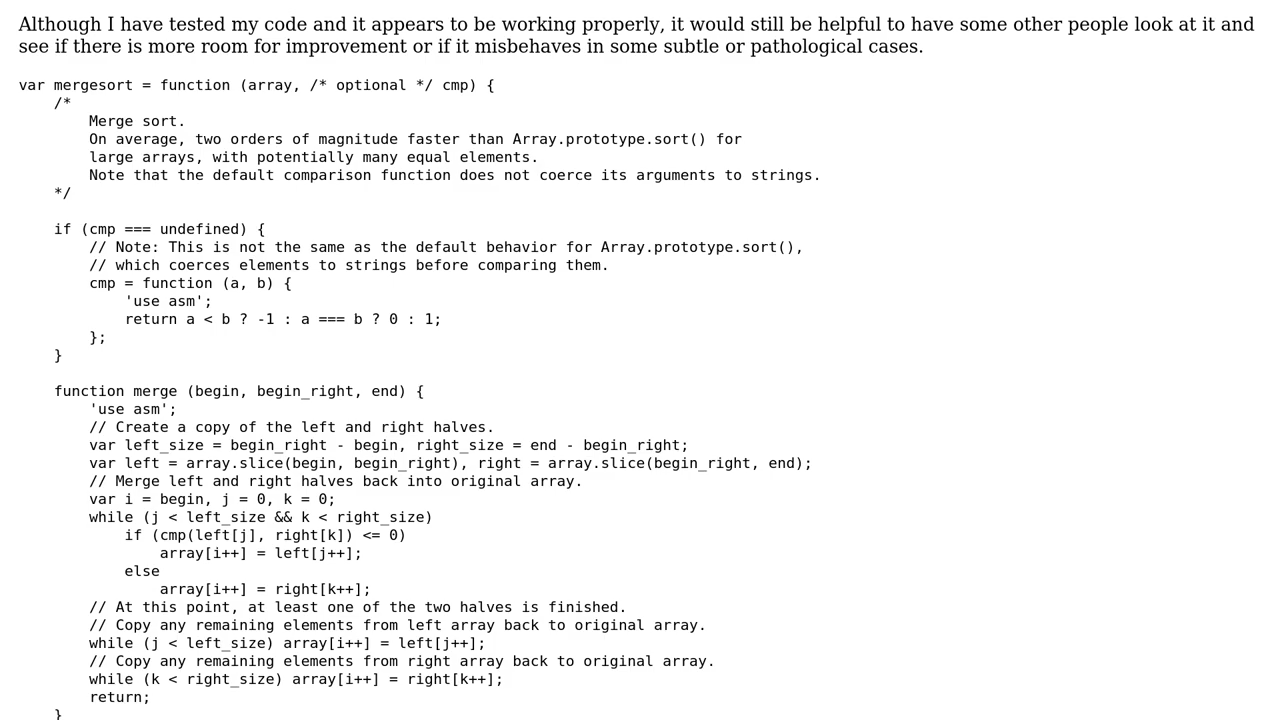 Although I have tested my code and it appears to be working properly, it would still be helpful to have some other people look at it and
see if there is more room for improvement or if it misbehaves in some subtle or pathological cases.
var mergesort = function (array, /* optional */ cmp) {
    /*
        Merge sort.
        On average, two orders of magnitude faster than Array.prototype.sort() for
        large arrays, with potentially many equal elements.
        Note that the default comparison function does not coerce its arguments to strings.
    */
    if (cmp === undefined) {
        // Note: This is not the same as the default behavior for Array.prototype.sort(),
        // which coerces elements to strings before comparing them.
        cmp = function (a, b) {
            'use asm';
            return a < b ? -1 : a === b ? 0 : 1;
        };
    }
    function merge (begin, begin_right, end) {
        'use asm';
        // Create a copy of the left and right halves.
        var left_size = begin_right - begin, right_size = end - begin_right;
        var left = array.slice(begin, begin_right), right = array.slice(begin_right, end);
        // Merge left and right halves back into original array.
        var i = begin, j = 0, k = 0;
        while (j < left_size && k < right_size)
            if (cmp(left[j], right[k]) <= 0)
                array[i++] = left[j++];
            else
                array[i++] = right[k++];
        // At this point, at least one of the two halves is finished.
        // Copy any remaining elements from left array back to original array.
        while (j < left_size) array[i++] = left[j++];
        // Copy any remaining elements from right array back to original array.
        while (k < right_size) array[i++] = right[k++];
        return;
    }